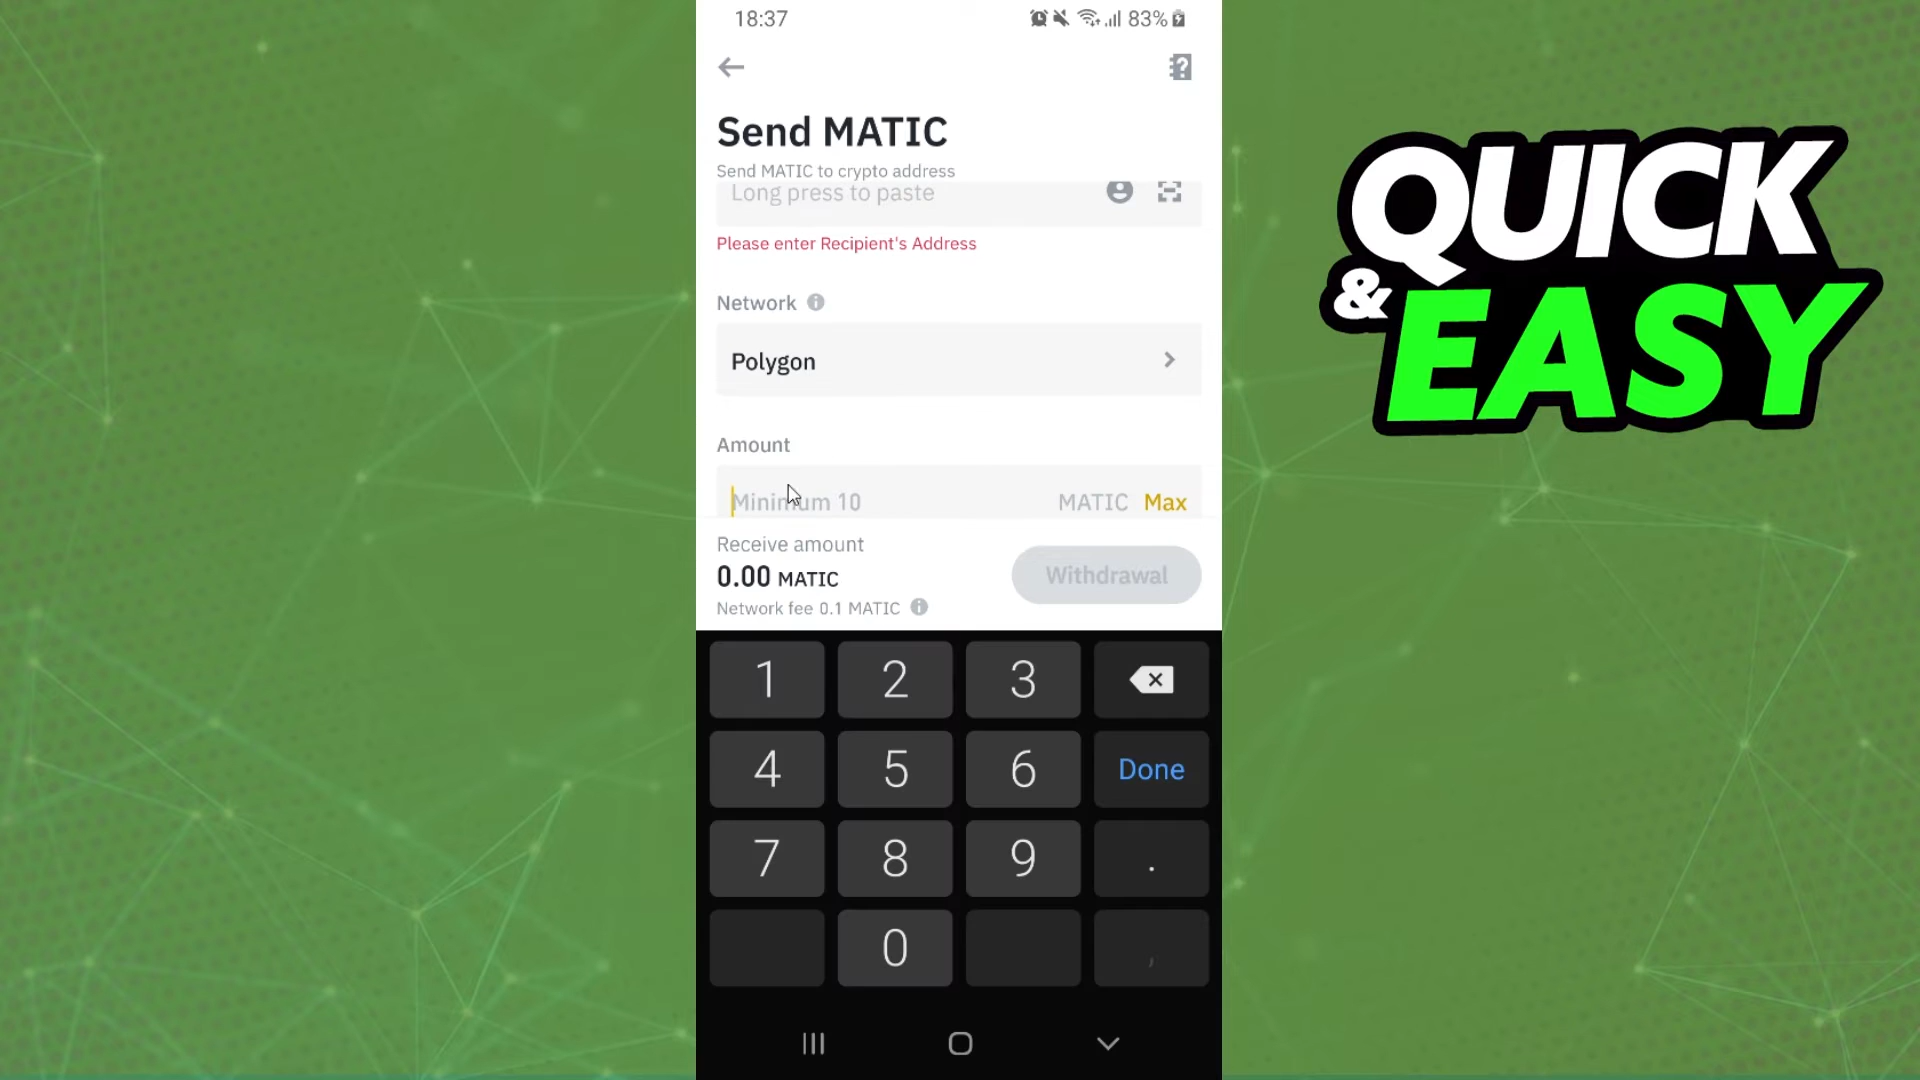 18:37
83%
Send MATIC
Send MATIC to crypto address
Long press to paste
Please enter Recipient's Address
Network
Polygon
Amount
Minimum 10 MATIC Max
Receive amount
0.00 MATIC
Withdrawal
Network fee 0.1 MATIC
1 2 3
4 5 6 Done
7 8 9 .
0 ,
QUICK
& EASY